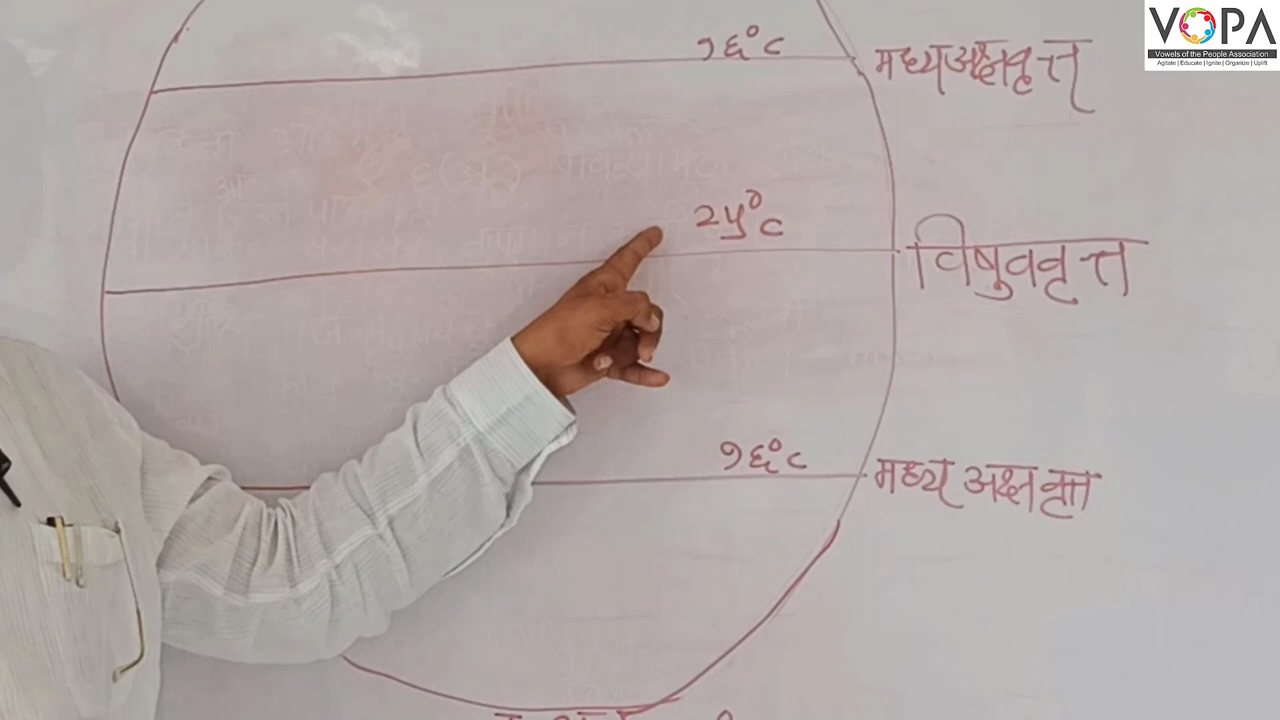 VOPA
Vowels of the People Association
Agitate | Educate | Ignite | Organize | Uplift
१६°c
मध्य अक्षवृत्त
२५°c
विषुववृत्त
१६°c
मध्य अक्षवृत्त